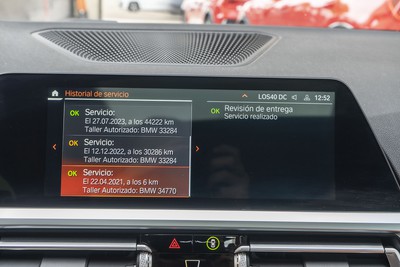 Historial de servicio
LOS40 DC
12:52
OK Servicio:
El 27.07.2023, a los 44222 km
Taller Autorizado: BMW 33284
OK Servicio:
El 12.12.2022, a los 30286 km
Taller Autorizado: BMW 33284
OK Servicio:
El 22.04.2021, a los 6 km
Taller Autorizado: BMW 34770
OK Revisión de entrega
Servicio realizado